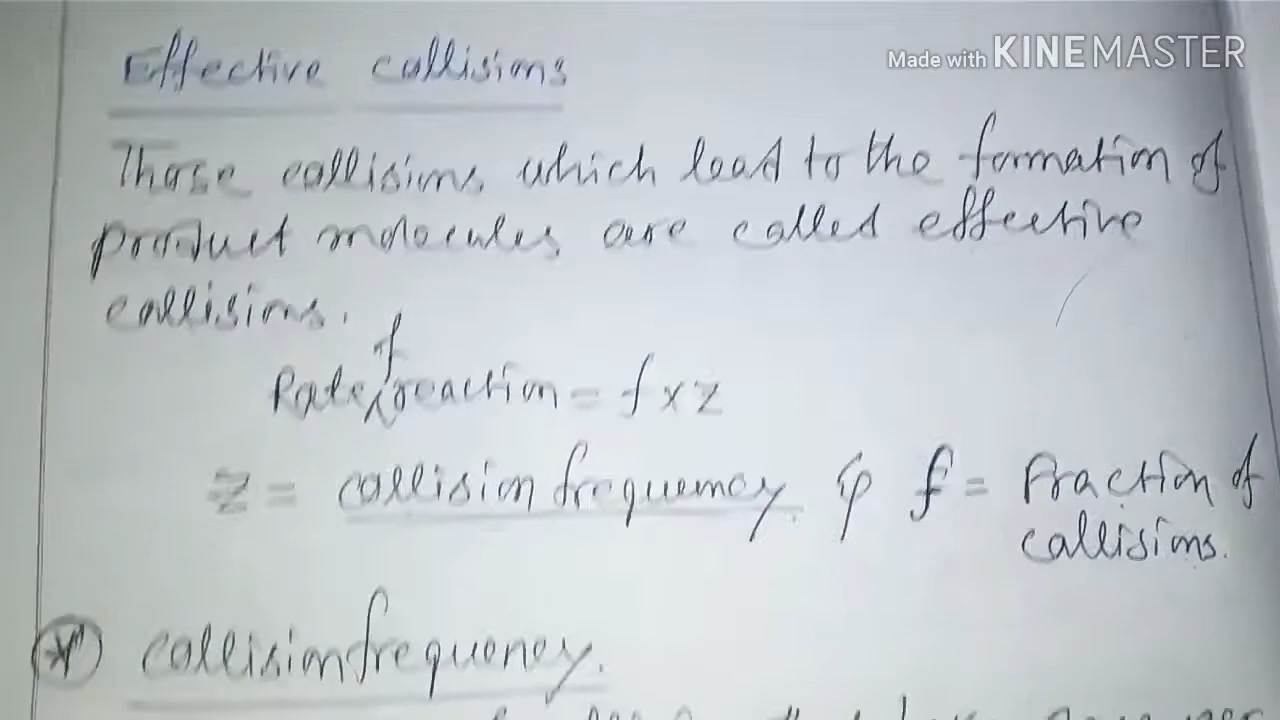 Effective collisions
Made with KINEMASTER
Those collisions which lead to the formation of
product molecules are called effective
collisions.
Rate of reaction = f x z
Z = collision frequency & f = Fraction of
collisions.
* collision frequency.